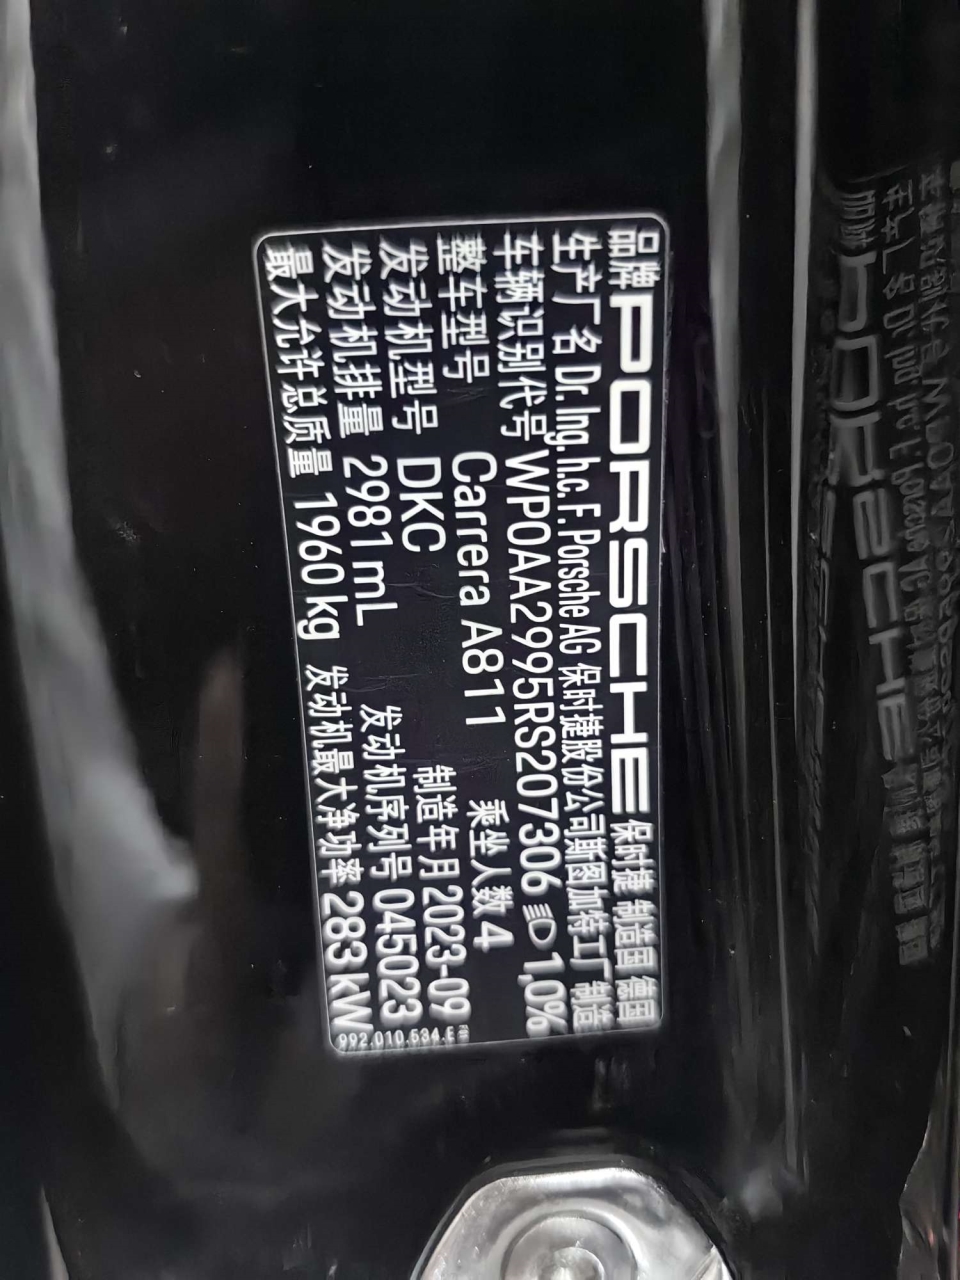 品牌 PORSCHE 保时捷 制造国 德国
生产厂名 Dr. Ing. h.c. F. Porsche AG 保时捷股份公司斯图加特工厂制造
车辆识别代号 WP0AA2995RS207306 1,0%
整车型号 Carrera A811 乘坐人数 4
发动机型号 DKC 制造年月 2023-09
发动机排量 2981 mL 发动机序列号 045023
最大允许总质量 1960 kg 发动机最大净功率 283 kW
992.010.534.E